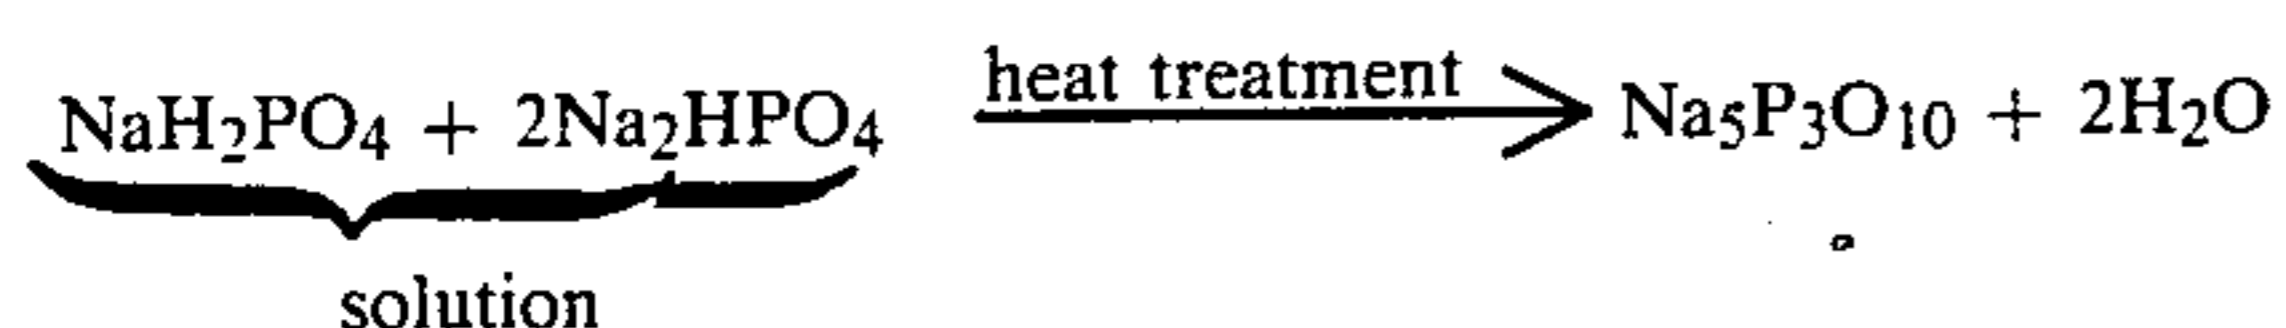 NaH₂PO₄ + 2Na₂HPO₄ heat treatment > Na₅P₃O₁₀ + 2H₂O
solution